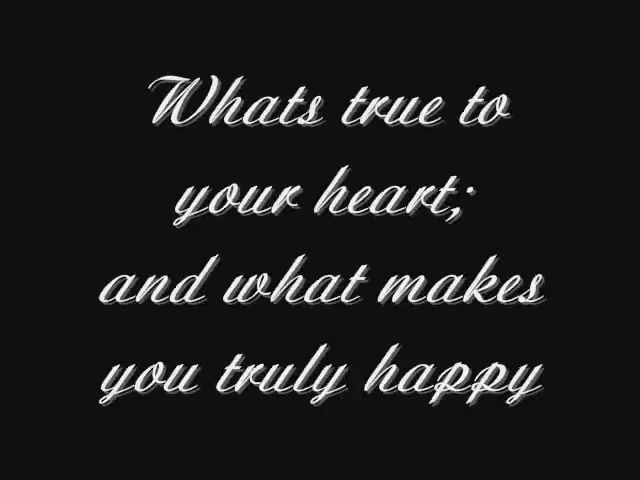 Whats true to
your heart;
and what makes
you truly happy